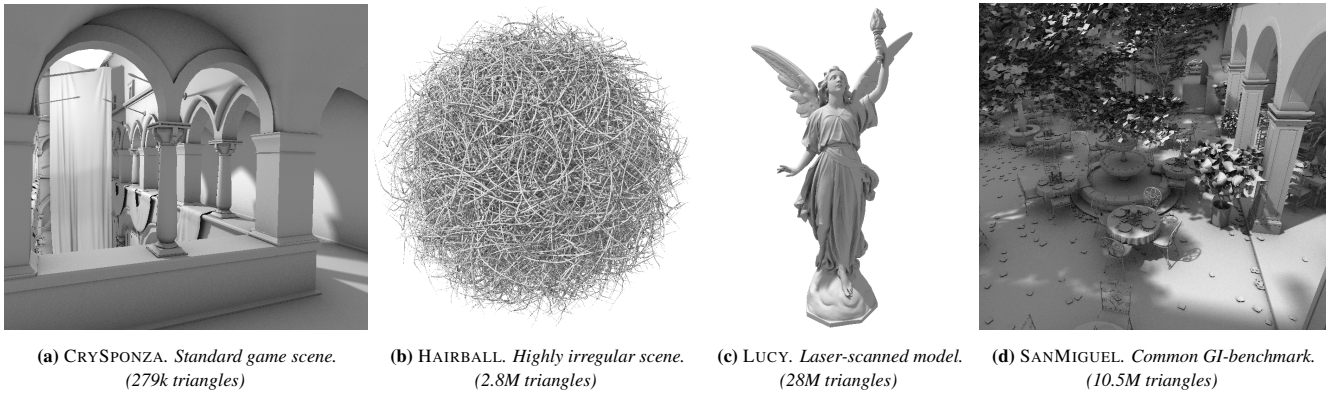 (a) CRYSPONZA. Standard game scene.
(279k triangles)
(b) HAIRBALL. Highly irregular scene.
(2.8M triangles)
(c) LUCY. Laser-scanned model.
(28M triangles)
(d) SANMIGUEL. Common GI-benchmark.
(10.5M triangles)